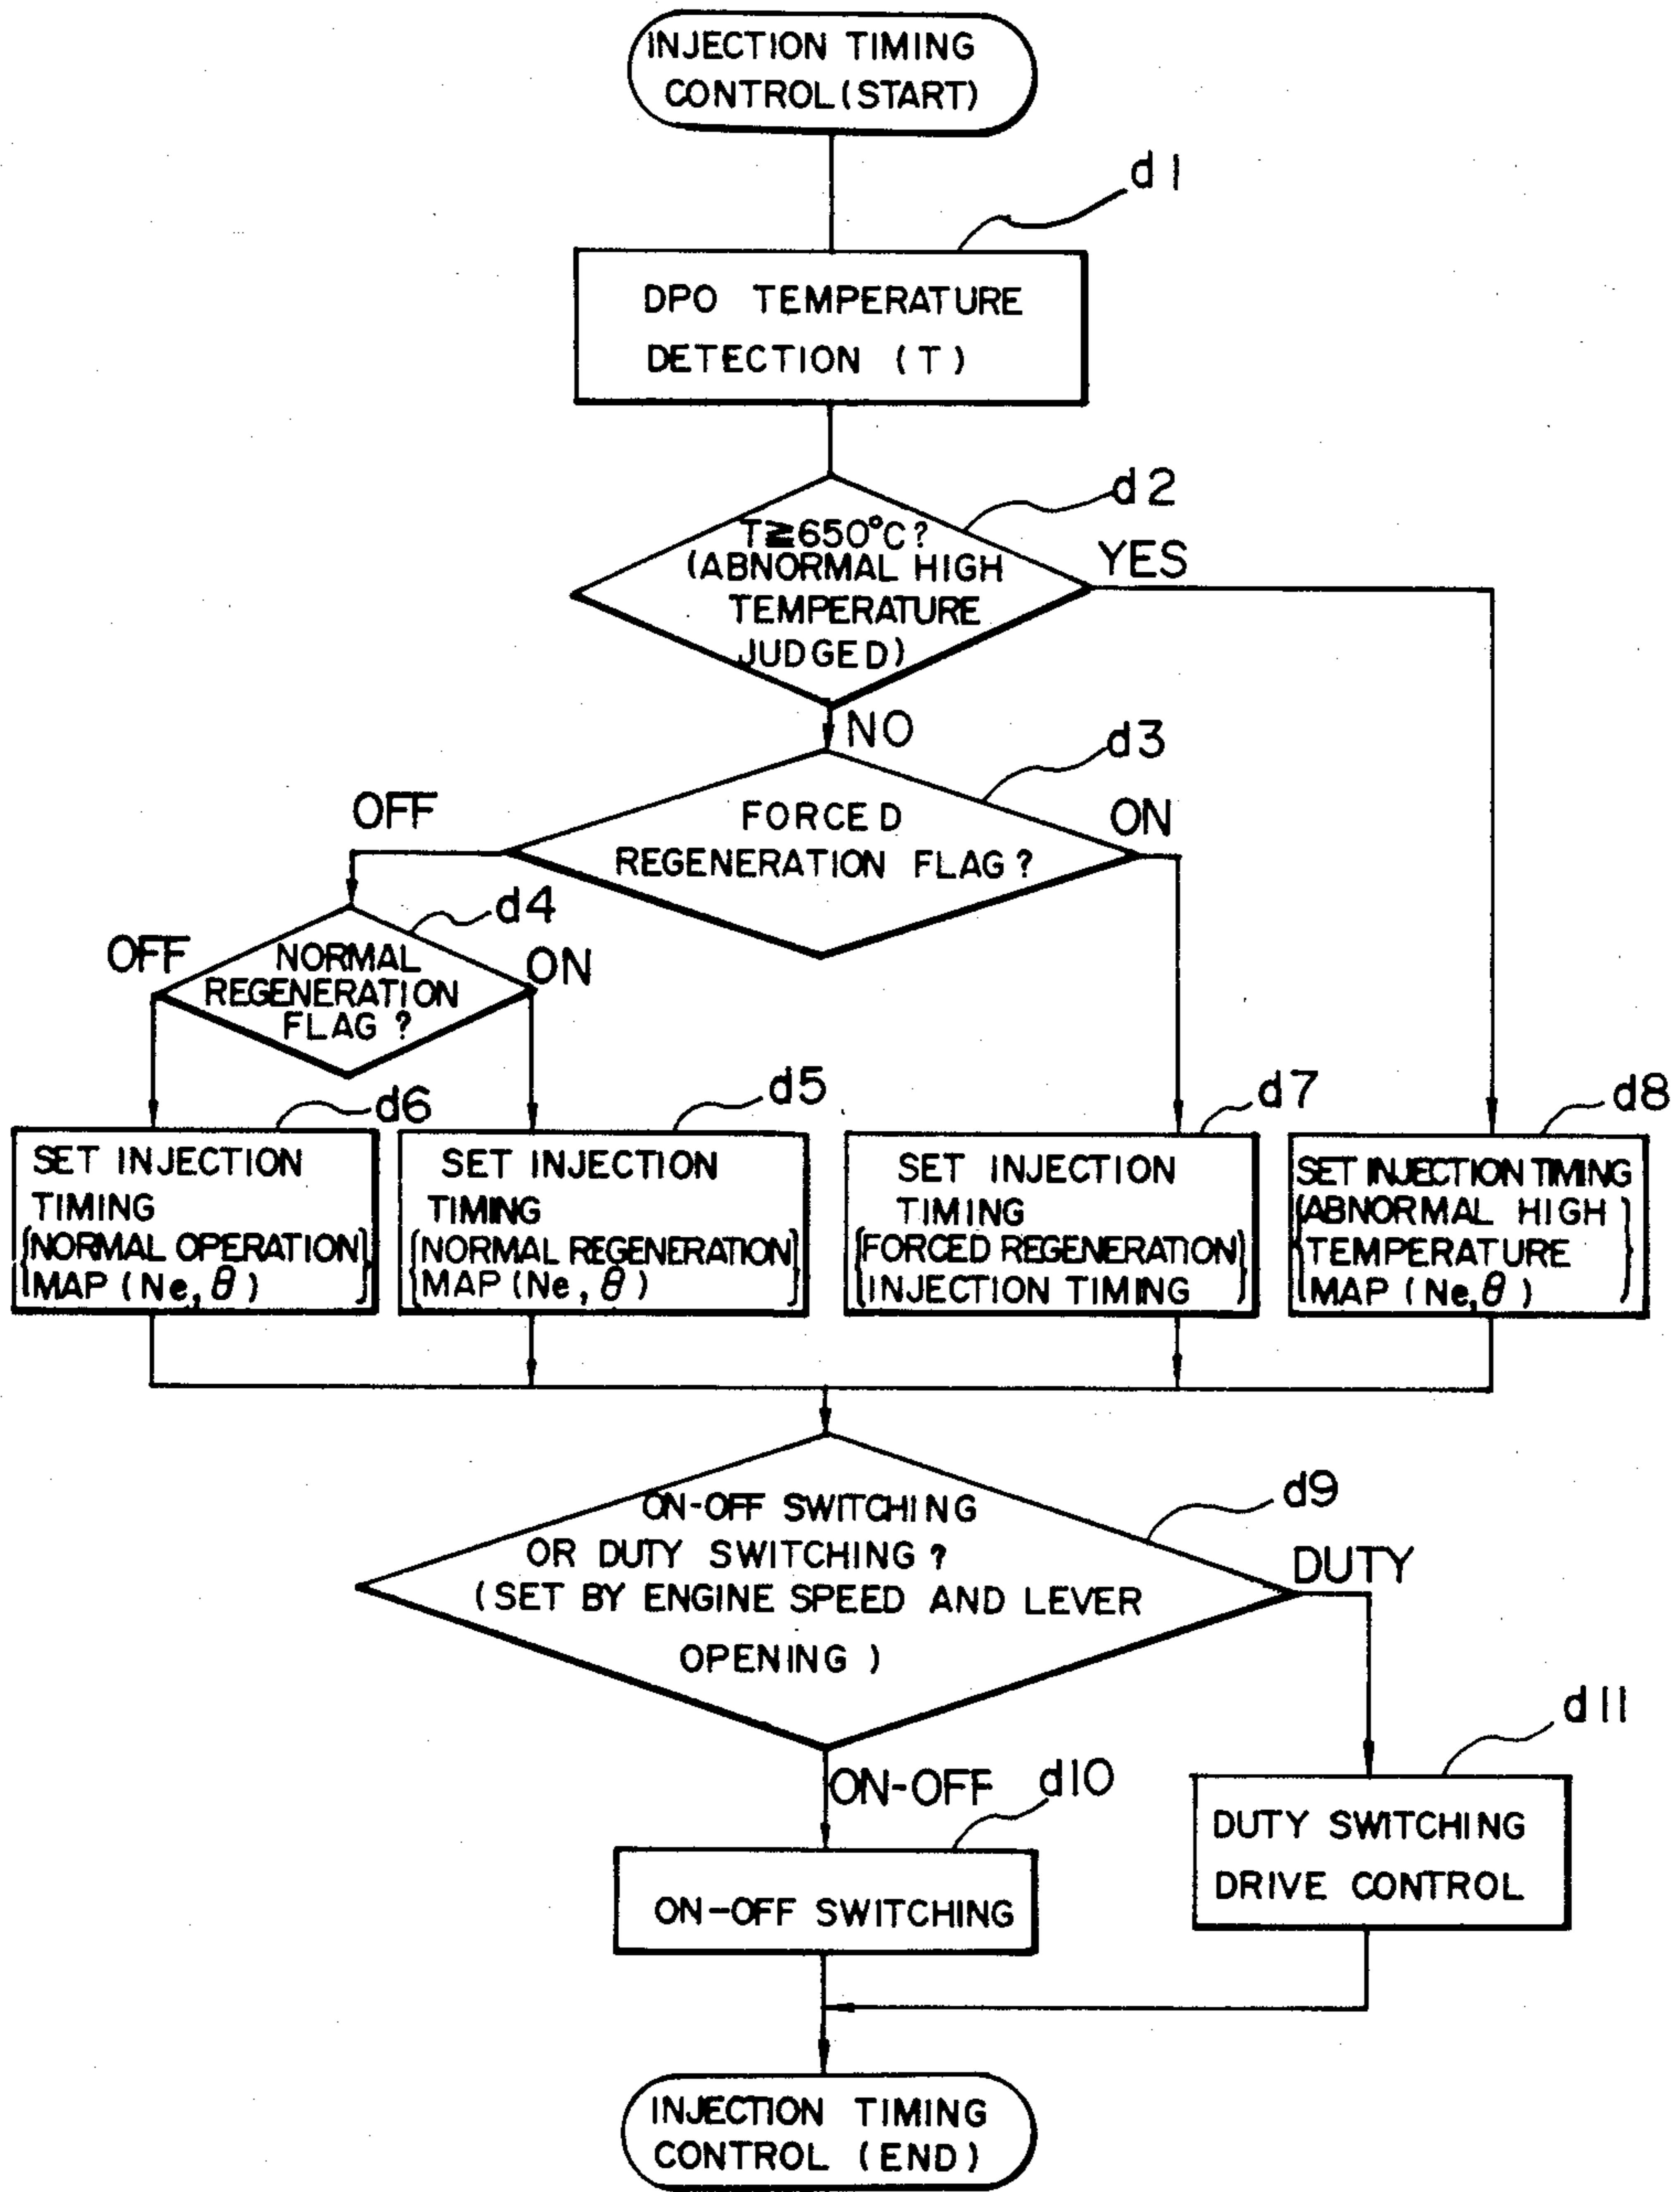 INJECTION TIMING
CONTROL (START)
d1
DPO TEMPERATURE
DETECTION (T)
d2
T≧650°C?
(ABNORMAL HIGH
TEMPERATURE
JUDGED)
YES
NO
d3
FORCED
REGENERATION FLAG?
OFF
ON
d4
NORMAL
REGENERATION
FLAG?
OFF
ON
d6
SET INJECTION
TIMING
{NORMAL OPERATION}
MAP (Ne, θ)
d5
SET INJECTION
TIMING
{NORMAL REGENERATION}
MAP (Ne, θ)
d7
SET INJECTION
TIMING
{FORCED REGENERATION}
INJECTION TIMING
d8
SET INJECTION TIMING
{ABNORMAL HIGH}
TEMPERATURE
MAP (Ne, θ)
d9
ON-OFF SWITCHING
OR DUTY SWITCHING?
(SET BY ENGINE SPEED AND LEVER
OPENING)
DUTY
ON-OFF
d10
ON-OFF SWITCHING
d11
DUTY SWITCHING
DRIVE CONTROL
INJECTION TIMING
CONTROL (END)